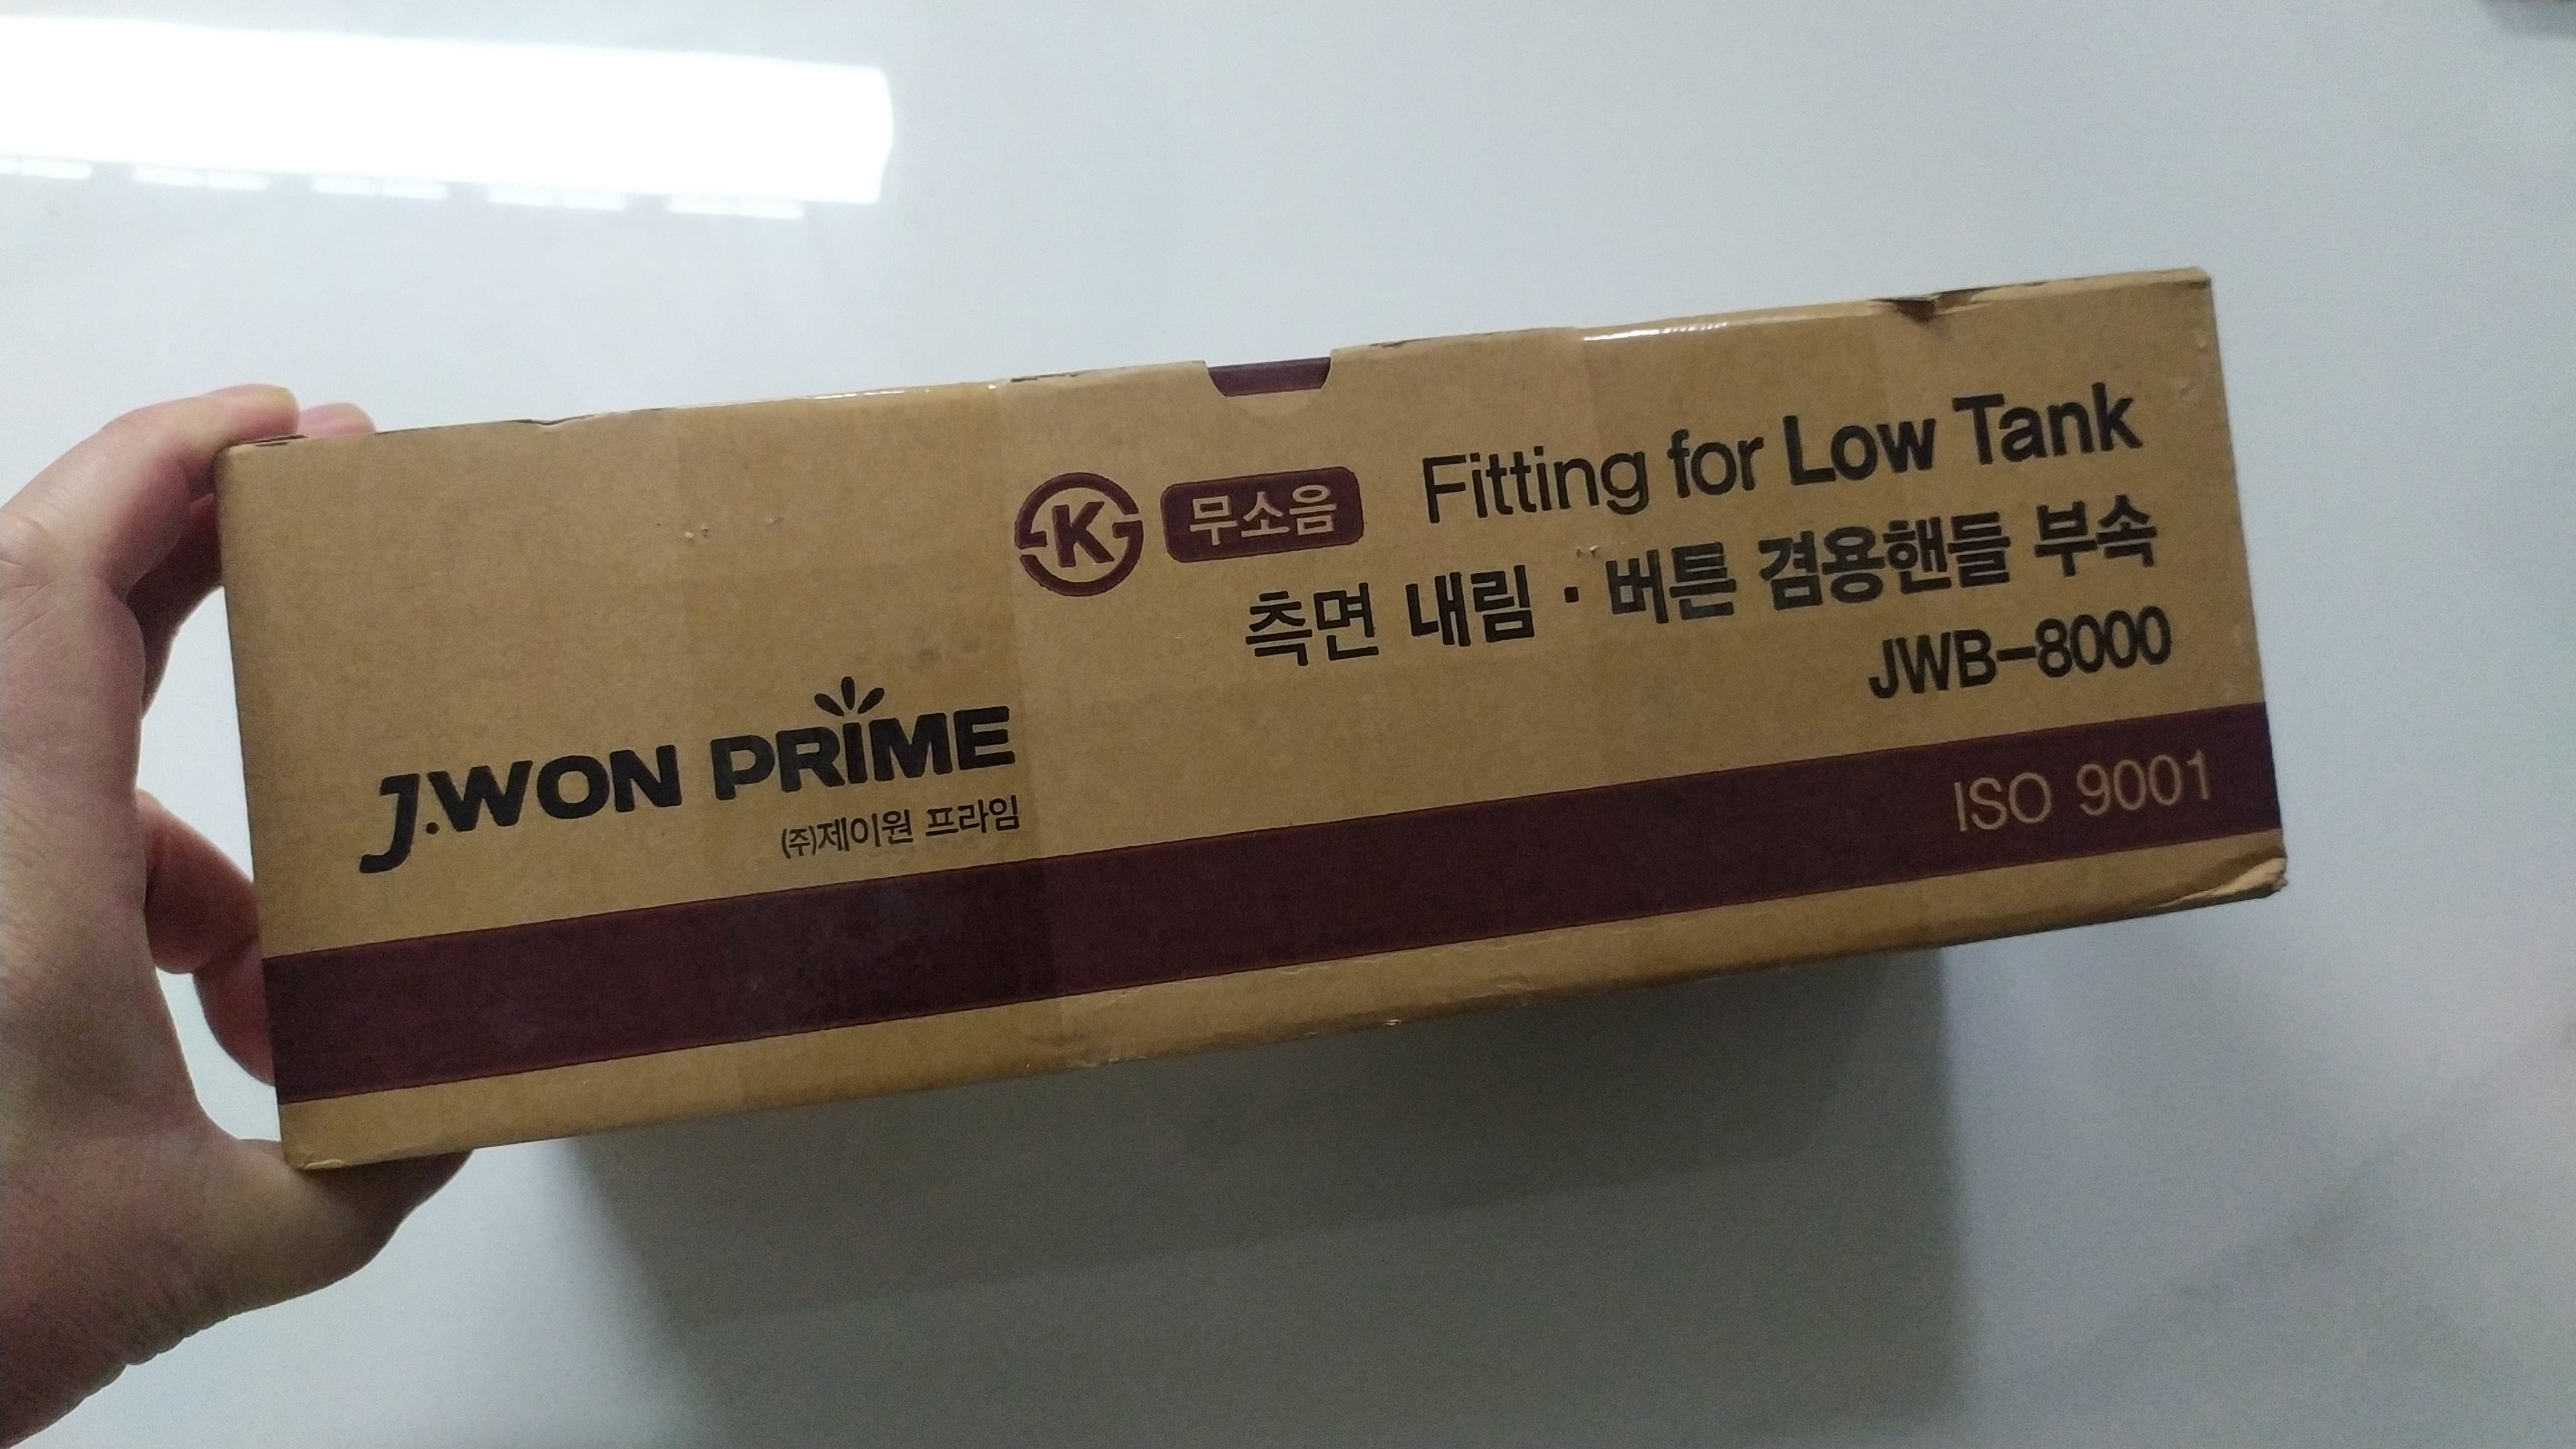 K 무소음 Fitting for Low Tank
측면 내림 · 버튼 겸용핸들 부속
JWB-8000
J.WON PRIME
(주)제이원 프라임
ISO 9001